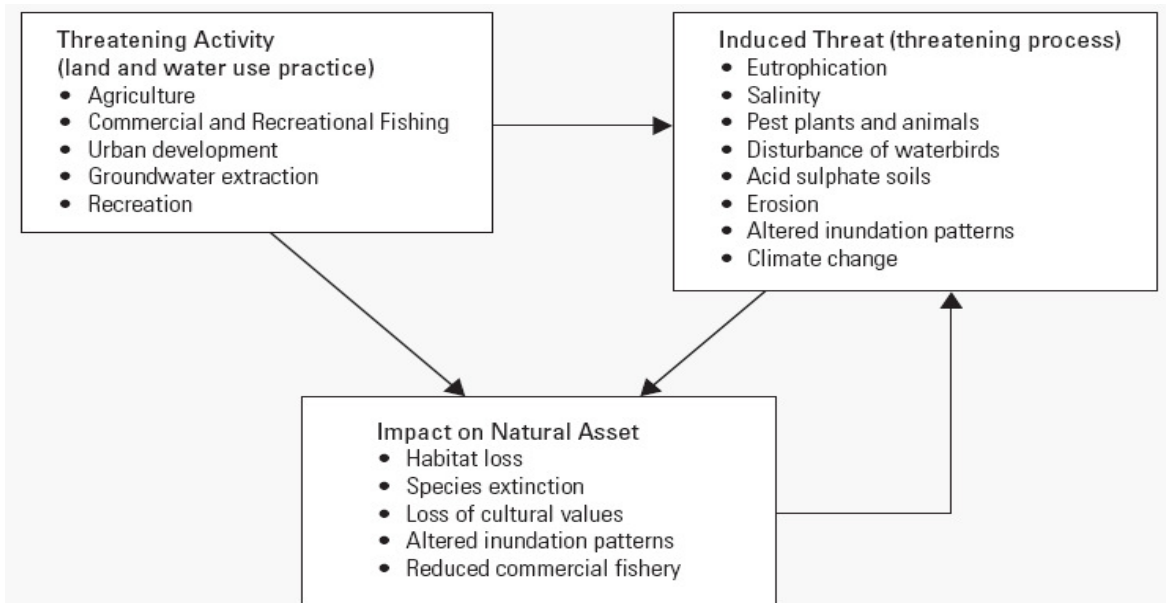 Threatening Activity
(land and water use practice)
• Agriculture
• Commercial and Recreational Fishing
• Urban development
• Groundwater extraction
• Recreation
Induced Threat (threatening process)
• Eutrophication
• Salinity
• Pest plants and animals
• Disturbance of waterbirds
• Acid sulphate soils
• Erosion
• Altered inundation patterns
• Climate change
Impact on Natural Asset
• Habitat loss
• Species extinction
• Loss of cultural values
• Altered inundation patterns
• Reduced commercial fishery